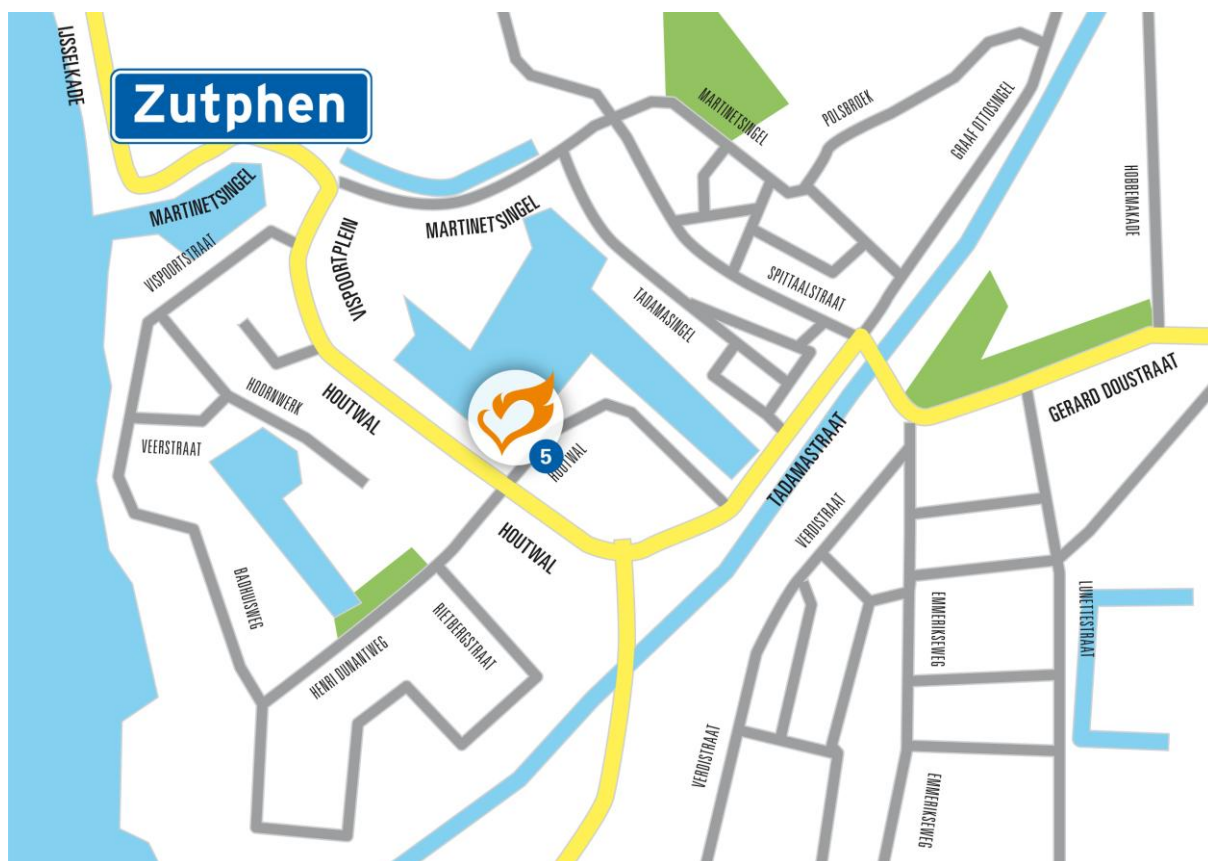 IJSSELKADE
Zutphen
MARTINETSINGEL
POLSBROEK
GRAAF OTTOSINGEL
HOBBEMAKADE
MARTINETSINGEL
MARTINETSINGEL
VISPOORTSTRAAT
VISPOORTPLEIN
SPITTAALSTRAAT
TADAMASINGEL
HOORNWERK
HOUTWAL
GERARD DOUSTRAAT
VEERSTRAAT
5
HOUTWAL
TADAMASTRAAT
VERDISTRAAT
HOUTWAL
BADHUISWEG
RIETBERGSTRAAT
EMMERIKSEWEG
LUNETTESTRAAT
HENRI DUNANTWEG
VERDISTRAAT
EMMERIKSEWEG